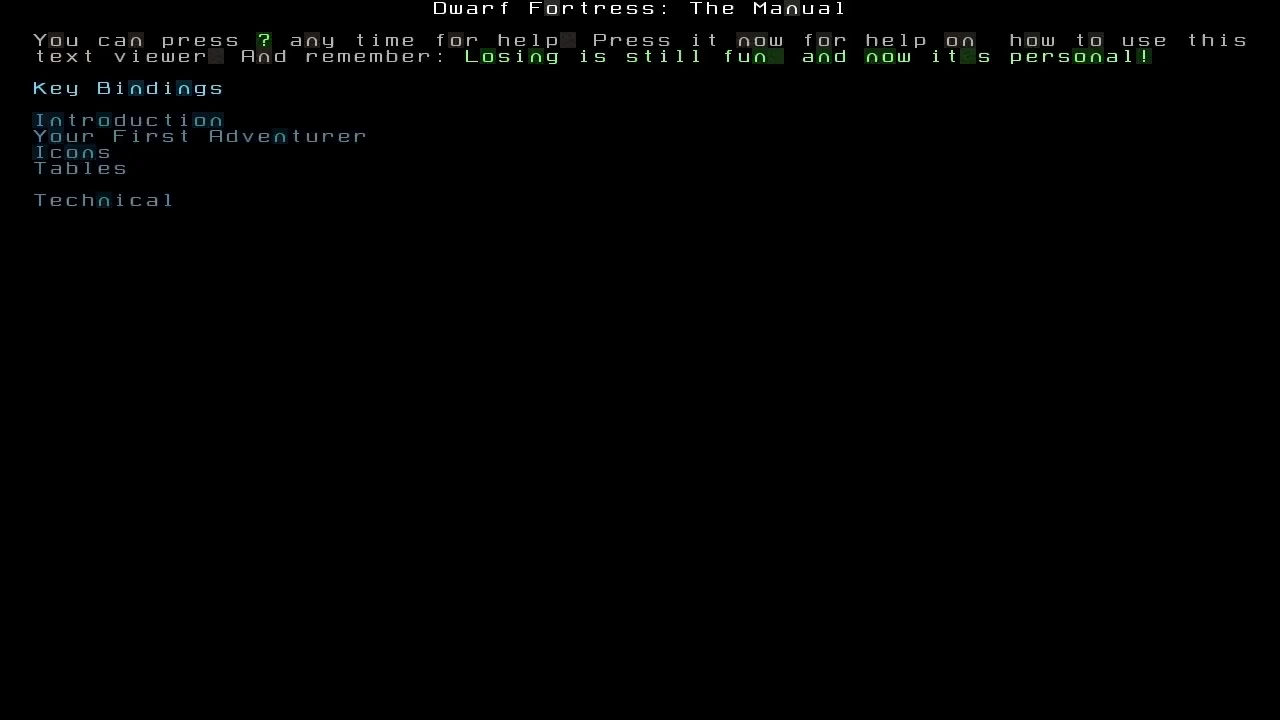 Dwarf Fortress: The Manual
You can press ? any time for help Press it now for help on how to use this
text viewer And remember: Losing is still fun and now it s personal!
Key Bindings
Introduction
Your First Adventurer
Icons
Tables
Technical